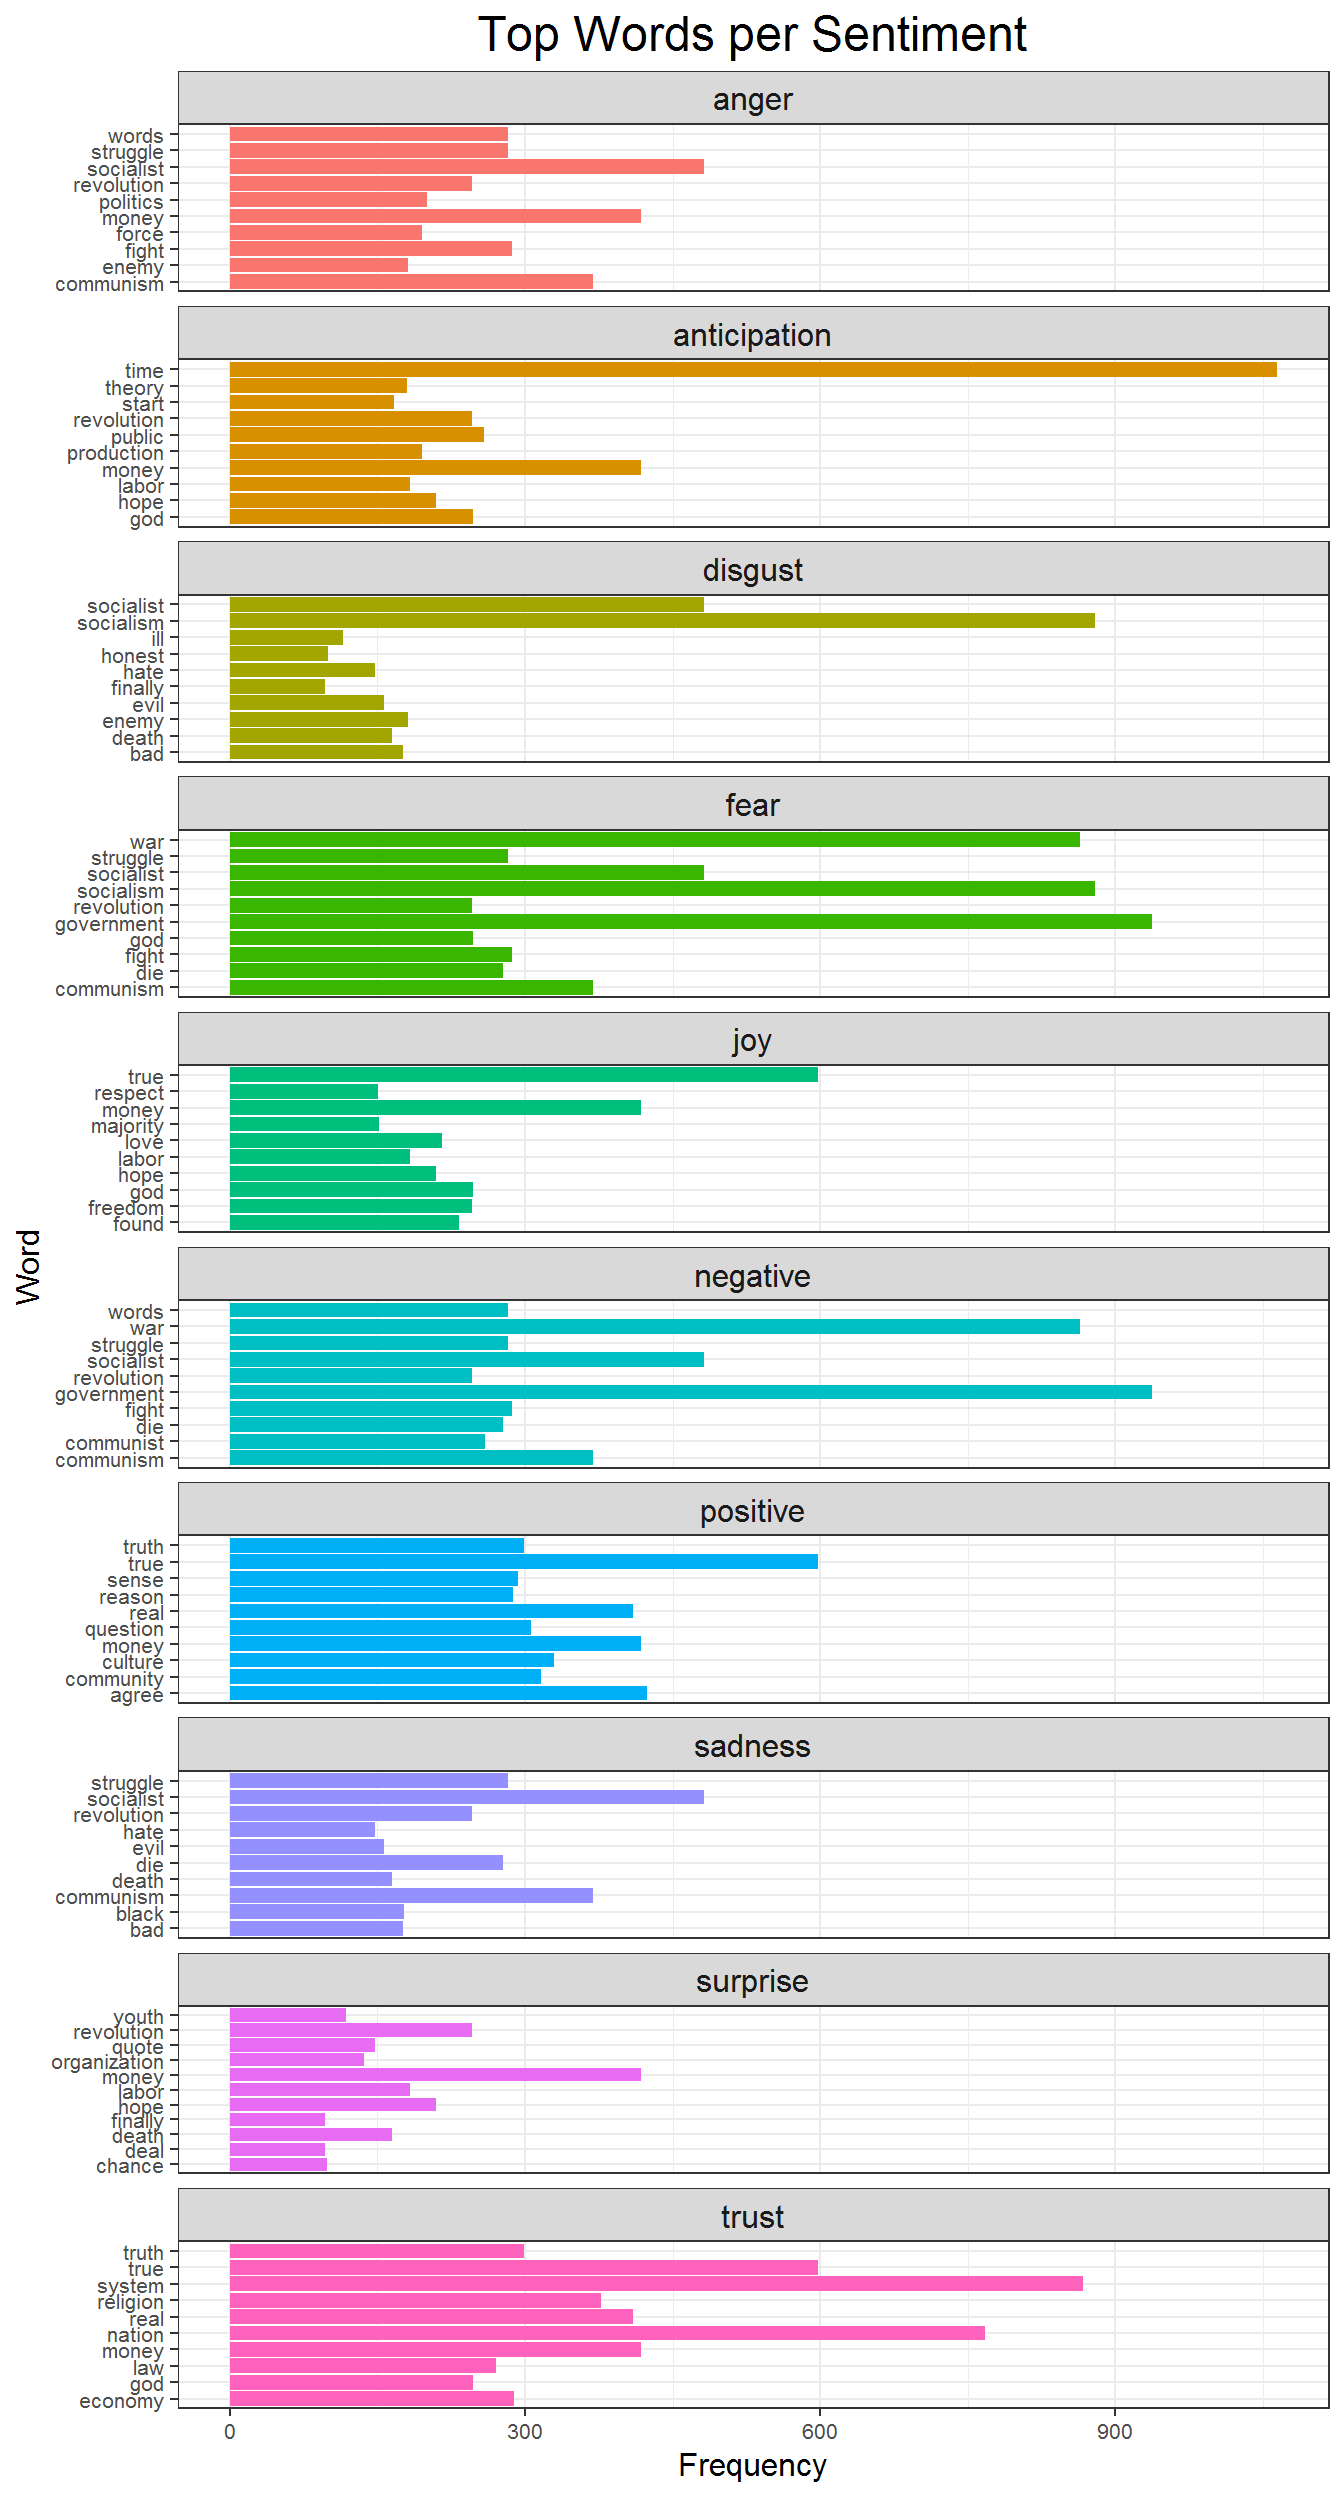 Top Words per Sentiment
anger
words
struggle
socialist
revolution
politics
money
force
fight
enemy
communism
anticipation
time
theory
start
revolution
public
production
money
labor
hope
god
disgust
socialist
socialism
ill
honest
hate
finally
evil
enemy
death
bad
fear
war
struggle
socialist
socialism
revolution
government
god
fight
die
communism
joy
true
respect
money
majority
love
labor
hope
god
freedom
found
Word
negative
words
war
struggle
socialist
revolution
government
fight
die
communist
communism
positive
truth
true
sense
reason
real
question
money
culture
community
agree
sadness
struggle
socialist
revolution
hate
evil
die
death
communism
black
bad
surprise
youth
revolution
quote
organization
money
labor
hope
finally
death
deal
chance
trust
truth
true
system
religion
real
nation
money
law
god
economy
0 300 600 900
Frequency